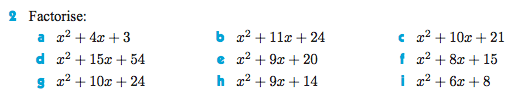 2 Factorise:
a x² + 4x + 3 b x² + 11x + 24 c x² + 10x + 21
d x² + 15x + 54 e x² + 9x + 20 f x² + 8x + 15
g x² + 10x + 24 h x² + 9x + 14 i x² + 6x + 8